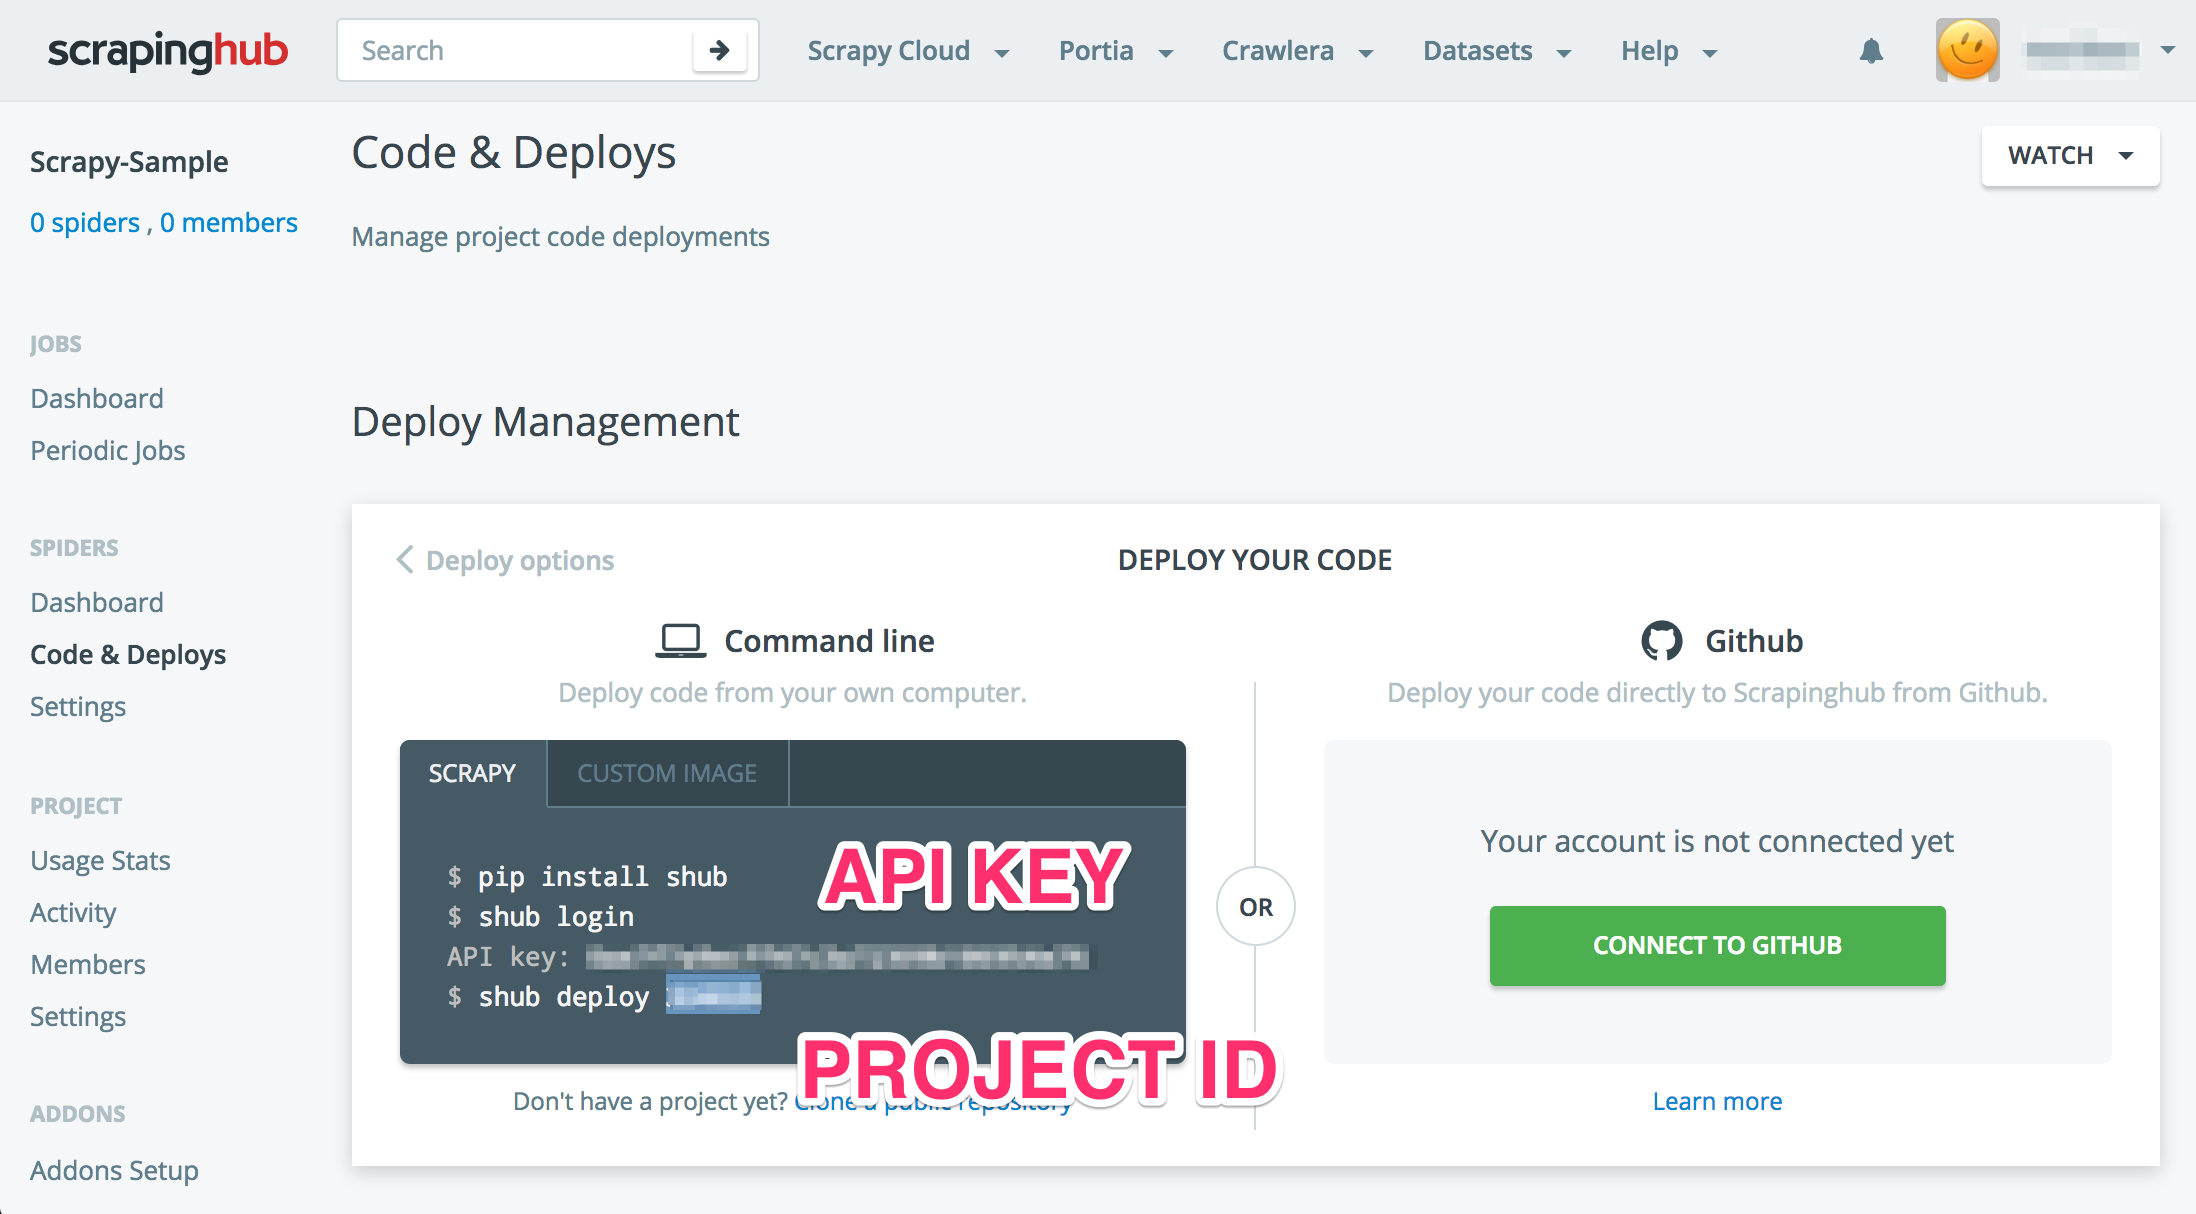 scrapinghub
Search
Scrapy Cloud
Portia
Crawlera
Datasets
Help
Scrapy-Sample
0 spiders , 0 members
JOBS
Dashboard
Periodic Jobs
SPIDERS
Dashboard
Code & Deploys
Settings
PROJECT
Usage Stats
Activity
Members
Settings
ADDONS
Addons Setup
Code & Deploys
WATCH
Manage project code deployments
Deploy Management
Deploy options
DEPLOY YOUR CODE
Command line
Deploy code from your own computer.
SCRAPY
CUSTOM IMAGE
$ pip install shub
$ shub login
API key:
$ shub deploy
API KEY
PROJECT ID
Don't have a project yet? Clone a public repository
OR
Github
Deploy your code directly to Scrapinghub from Github.
Your account is not connected yet
CONNECT TO GITHUB
Learn more